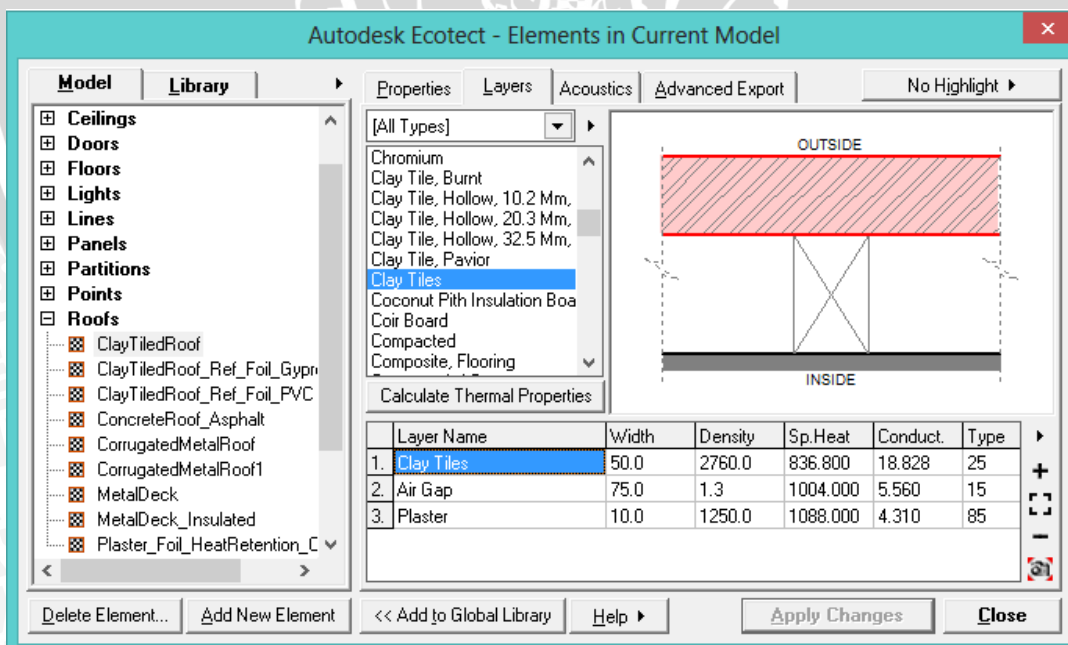 Autodesk Ecotect - Elements in Current Model
Model
Library
Ceilings
Doors
Floors
Lights
Lines
Panels
Partitions
Points
Roofs
ClayTiledRoof
ClayTiledRoof_Ref_Foil_Gypr
ClayTiledRoof_Ref_Foil_PVC
ConcreteRoof_Asphalt
CorrugatedMetalRoof
CorrugatedMetalRoof1
MetalDeck
MetalDeck_Insulated
Plaster_Foil_HeatRetention_C
Delete Element...
Add New Element
Properties
Layers
Acoustics
Advanced Export
No Highlight
[All Types]
Chromium
Clay Tile, Burnt
Clay Tile, Hollow, 10.2 Mm,
Clay Tile, Hollow, 20.3 Mm,
Clay Tile, Hollow, 32.5 Mm,
Clay Tile, Pavior
Clay Tiles
Coconut Pith Insulation Boa
Coir Board
Compacted
Composite, Flooring
Calculate Thermal Properties
OUTSIDE
INSIDE
Layer Name Width Density Sp.Heat Conduct. Type
1. Clay Tiles 50.0 2760.0 836.800 18.828 25
2. Air Gap 75.0 1.3 1004.000 5.560 15
3. Plaster 10.0 1250.0 1088.000 4.310 85
<< Add to Global Library
Help
Apply Changes
Close